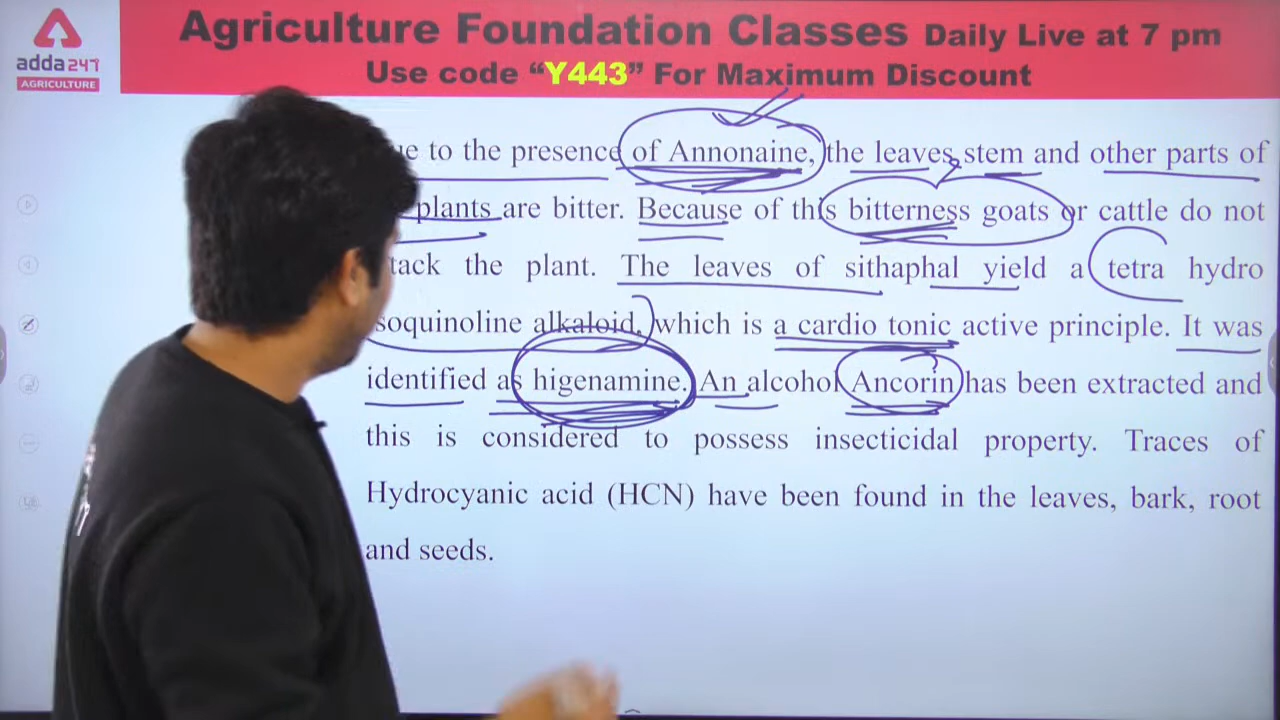 adda247
AGRICULTURE
Agriculture Foundation Classes Daily Live at 7 pm
Use code “Y443” For Maximum Discount
to the presence of Annonaine, the leaves, stem and other parts of
plants are bitter. Because of this bitterness goats or cattle do not
the plant. The leaves of sithaphal yield a tetra hydro
soquinoline alkaloid, which is a cardio tonic active principle. It was
identified as higenamine. An alcohol Ancorin has been extracted and
this is considered to possess insecticidal property. Traces of
Hydrocyanic acid (HCN) have been found in the leaves, bark, root
and seeds.